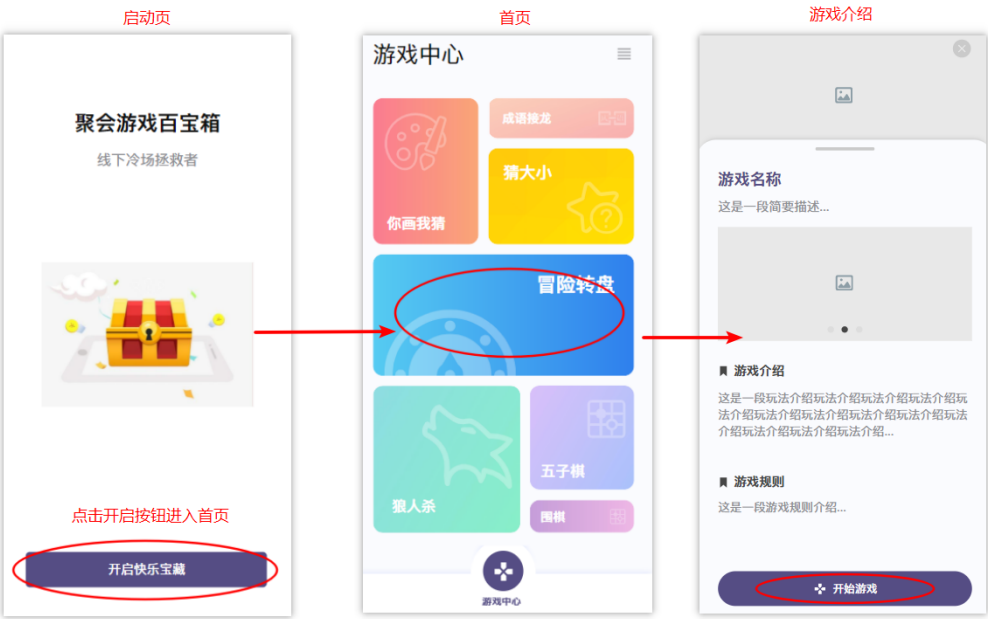 启动页
聚会游戏百宝箱
线下冷场拯救者
点击开启按钮进入首页
开启快乐宝藏
首页
游戏中心
你画我猜
成语接龙
猜大小
冒险转盘
狼人杀
五子棋
围棋
游戏中心
游戏介绍
游戏名称
这是一段简要描述...
游戏介绍
这是一段玩法介绍玩法介绍玩法介绍玩法介绍玩
法介绍玩法介绍玩法介绍玩法介绍玩法介绍玩法
介绍玩法介绍玩法介绍玩法介绍...
游戏规则
这是一段游戏规则介绍...
开始游戏